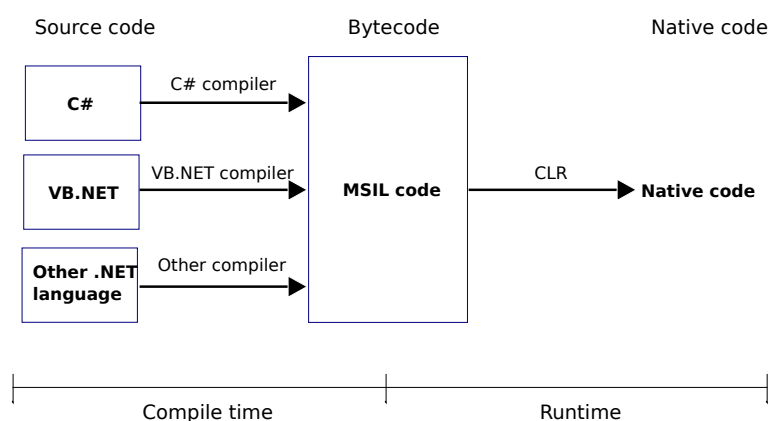 Source code
Bytecode
Native code
C#
C# compiler
VB.NET
VB.NET compiler
MSIL code
CLR
Native code
Other .NET
language
Other compiler
Compile time
Runtime